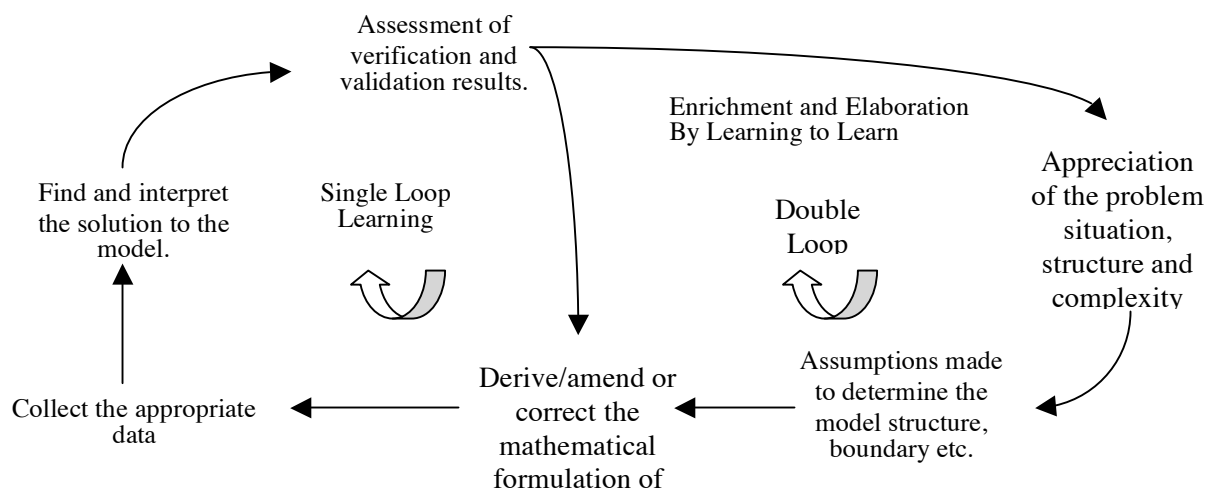 Assessment of
verification and
validation results.
Enrichment and Elaboration
By Learning to Learn
Appreciation
of the problem
situation,
structure and
complexity
Find and interpret
the solution to the
model.
Single Loop
Learning
Double
Loop
Assumptions made
to determine the
model structure,
boundary etc.
Derive/amend or
correct the
mathematical
formulation of
Collect the appropriate
data